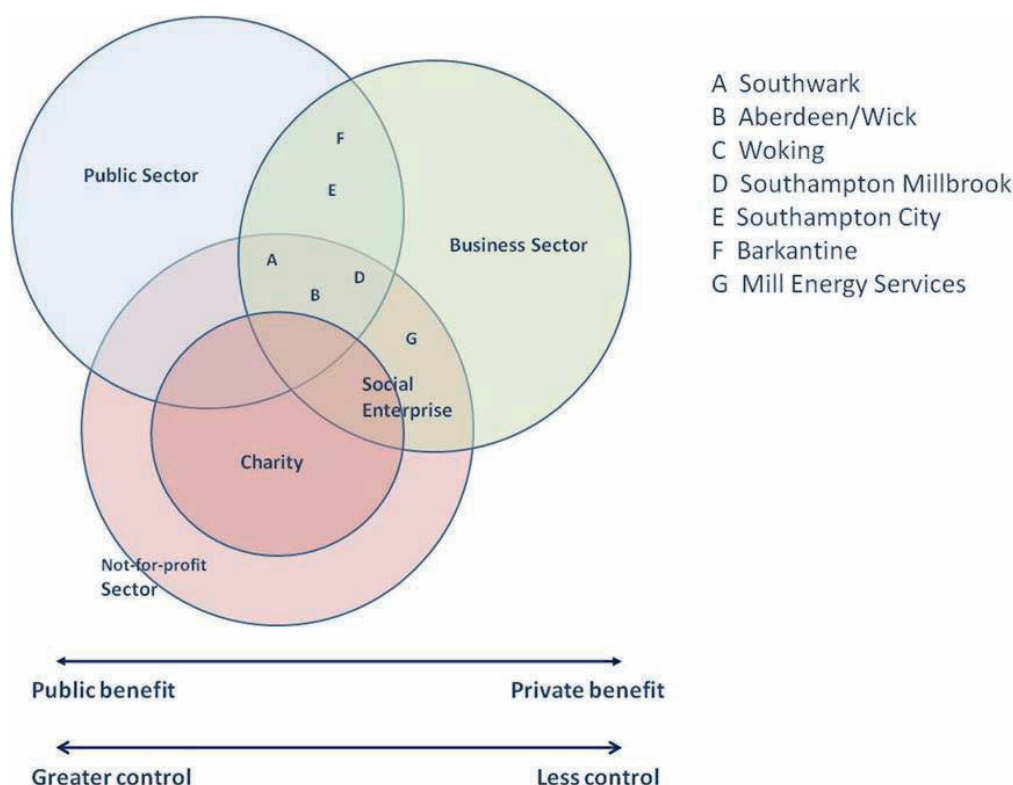 F
Public Sector
E
Business Sector
A
D
B
G
Social
Enterprise
Charity
Not-for-profit
Sector
A Southwark
B Aberdeen/Wick
C Woking
D Southampton Millbrook
E Southampton City
F Barkantine
G Mill Energy Services
Public benefit
Private benefit
Greater control
Less control